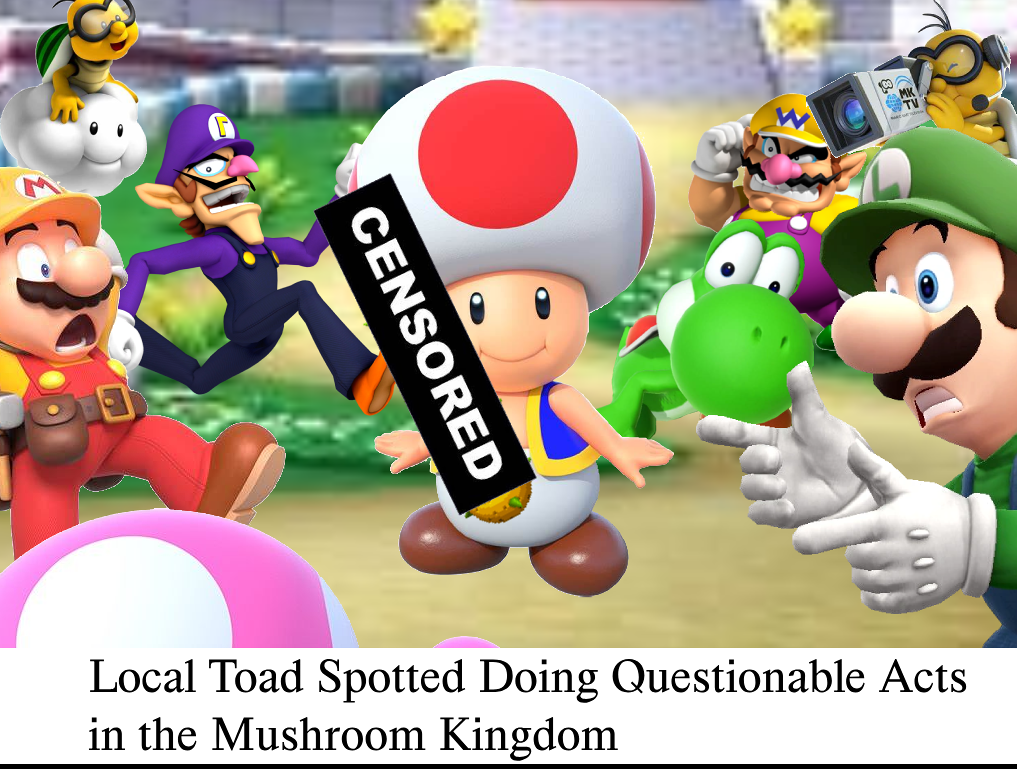 MK
TV
W
L
M
CENSORED
Local Toad Spotted Doing Questionable Acts
in the Mushroom Kingdom